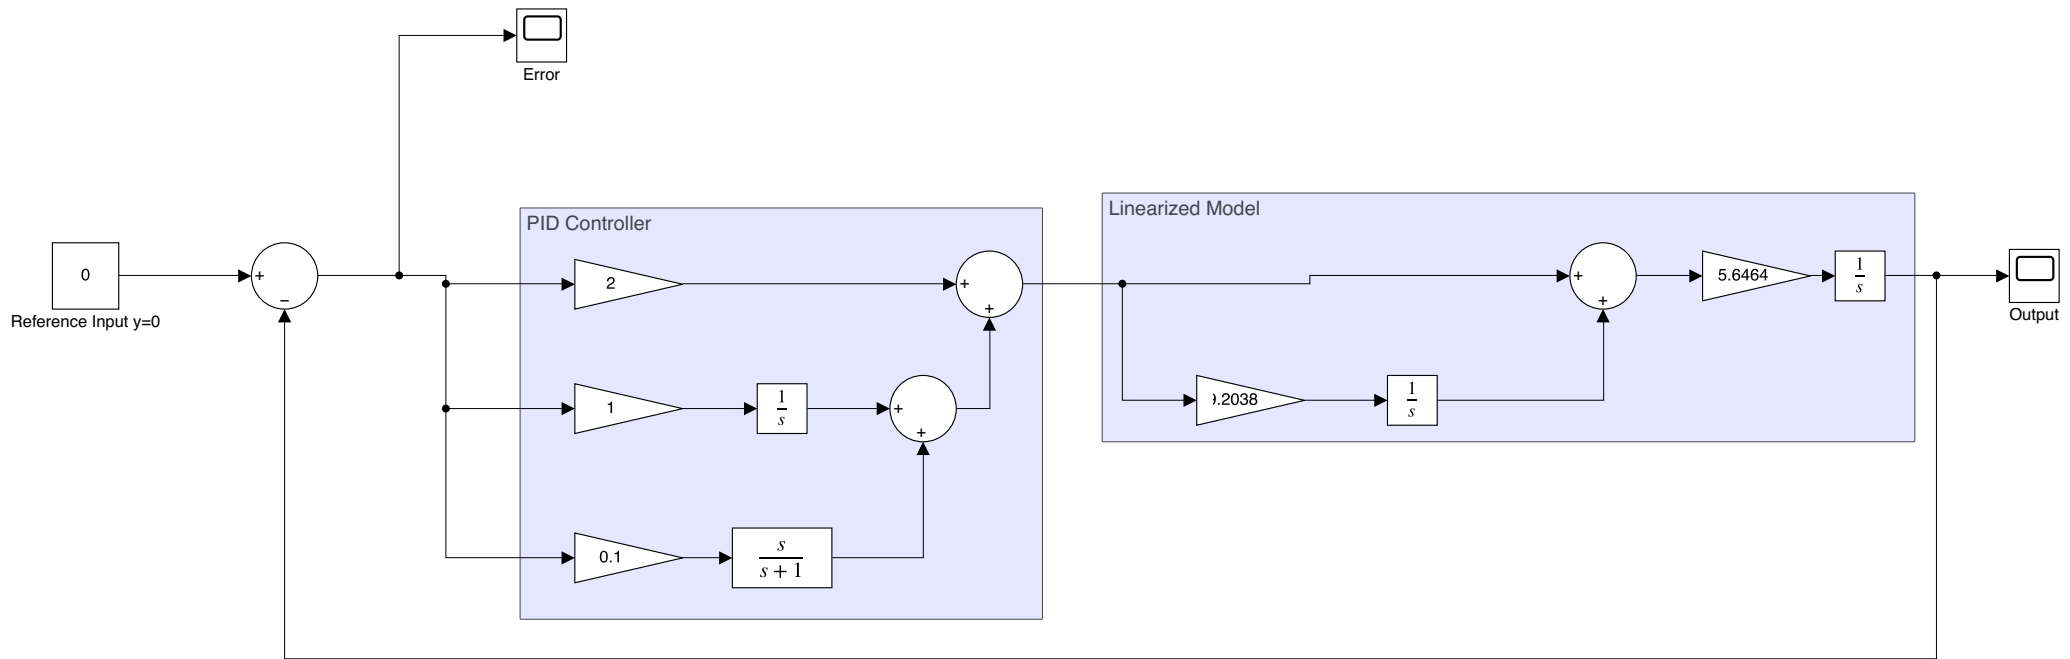 Error
PID Controller
Linearized Model
0
+
−
Reference Input y=0
2
+
+
+
+
5.6464
1
s
Output
1
1
s
+
+
.2038
1
s
0.1
s
s + 1